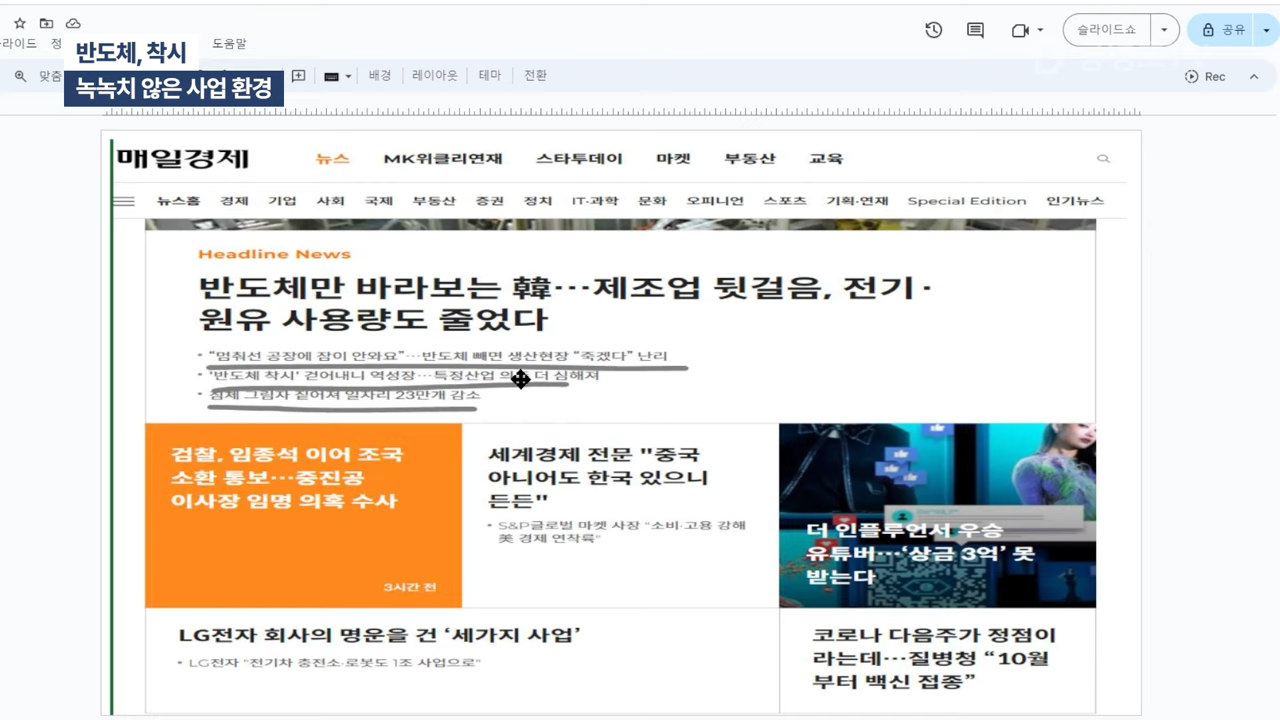 라이드
도움말
반도체, 착시
녹녹치 않은 사업 환경
슬라이드쇼
공유
맞춤
배경
레이아웃
테마
전환
Rec
매일경제
뉴스
MK위클리연재
스타투데이
마켓
부동산
교육
뉴스홈
경제
기업
사회
국제
부동산
증권
정치
IT·과학
문화
오피니언
스포츠
기획·연재
Special Edition
인기뉴스
Headline News
반도체만 바라보는 韓…제조업 뒷걸음, 전기·
원유 사용량도 줄었다
"멈춰선 공장에 잠이 안와요"…반도체 빼면 생산현장 "죽겠다" 난리
'반도체 착시' 걷어내니 역성장…특정산업 더 심해져
침체 그림자 짙어져 일자리 23만개 감소
검찰, 임종석 이어 조국
소환 통보…중진공
이사장 임명 의혹 수사
3시간 전
세계경제 전문 "중국
아니어도 한국 있으니
든든"
S&P글로벌 마켓 사장 "소비·고용 강해
美 경제 연착륙"
더 인플루언서 우승
유튜버…'상금 3억' 못
받는다
LG전자 회사의 명운을 건 '세가지 사업'
LG전자 "전기차 충전소·로봇도 1조 사업으로"
코로나 다음주가 정점이
라는데…질병청 "10월
부터 백신 접종"